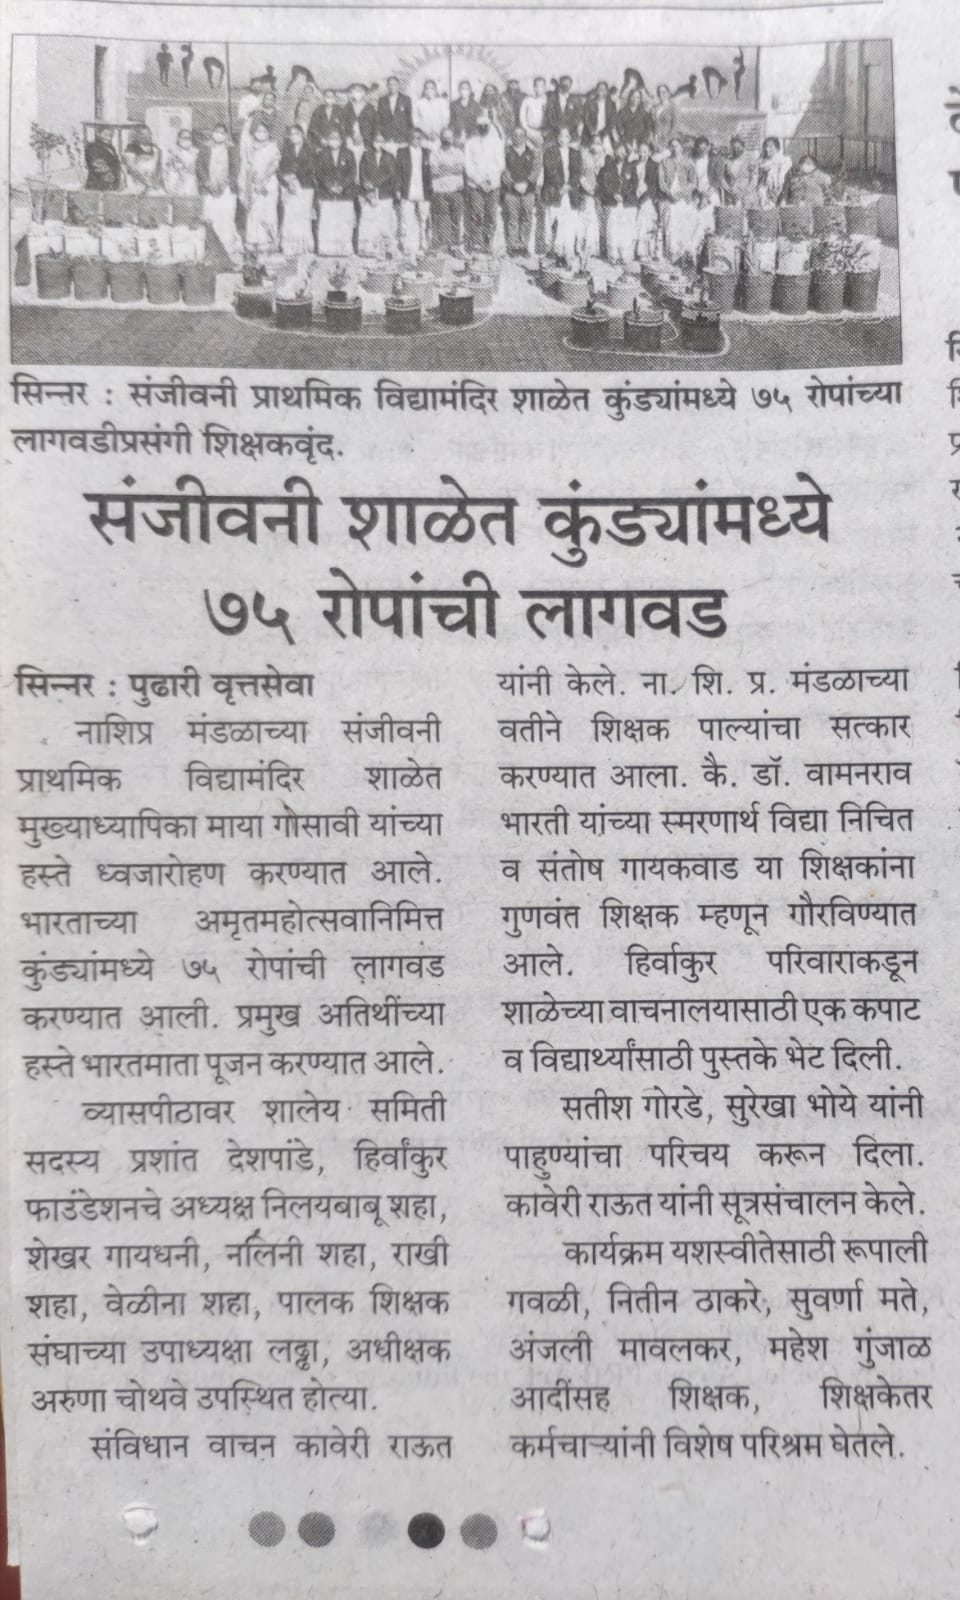 सिन्नर : संजीवनी प्राथमिक विद्यामंदिर शाळेत कुंड्यांमध्ये ७५ रोपांच्या
लागवडीप्रसंगी शिक्षकवृंद.
संजीवनी शाळेत कुंड्यांमध्ये
७५ रोपांची लागवड
सिन्नर : पुढारी वृत्तसेवा
नाशिप्र मंडळाच्या संजीवनी
प्राथमिक विद्यामंदिर शाळेत
मुख्याध्यापिका माया गोसावी यांच्या
हस्ते ध्वजारोहण करण्यात आले.
भारताच्या अमृतमहोत्सवानिमित्त
कुंड्यांमध्ये ७५ रोपांची लागवड
करण्यात आली. प्रमुख अतिथींच्या
हस्ते भारतमाता पूजन करण्यात आले.
व्यासपीठावर शालेय समिती
सदस्य प्रशांत देशपांडे, हिर्वांकुर
फाउंडेशनचे अध्यक्ष निलयबाबू शहा,
शेखर गायधनी, नलिनी शहा, राखी
शहा, वेळीना शहा, पालक शिक्षक
संघाच्या उपाध्यक्षा लढ्ढा, अधीक्षक
अरुणा चोथवे उपस्थित होत्या.
संविधान वाचन कावेरी राऊत
यांनी केले. ना. शि. प्र. मंडळाच्या
वतीने शिक्षक पाल्यांचा सत्कार
करण्यात आला. कै. डॉ. वामनराव
भारती यांच्या स्मरणार्थ विद्या निचित
व संतोष गायकवाड या शिक्षकांना
गुणवंत शिक्षक म्हणून गौरविण्यात
आले. हिर्वाकुर परिवाराकडून
शाळेच्या वाचनालयासाठी एक कपाट
व विद्यार्थ्यांसाठी पुस्तके भेट दिली.
सतीश गोरडे, सुरेखा भोये यांनी
पाहुण्यांचा परिचय करून दिला.
कावेरी राऊत यांनी सूत्रसंचालन केले.
कार्यक्रम यशस्वीतेसाठी रूपाली
गवळी, नितीन ठाकरे, सुवर्णा मते,
अंजली मावलकर, महेश गुंजाळ
आदींसह शिक्षक, शिक्षकेतर
कर्मचाऱ्यांनी विशेष परिश्रम घेतले.